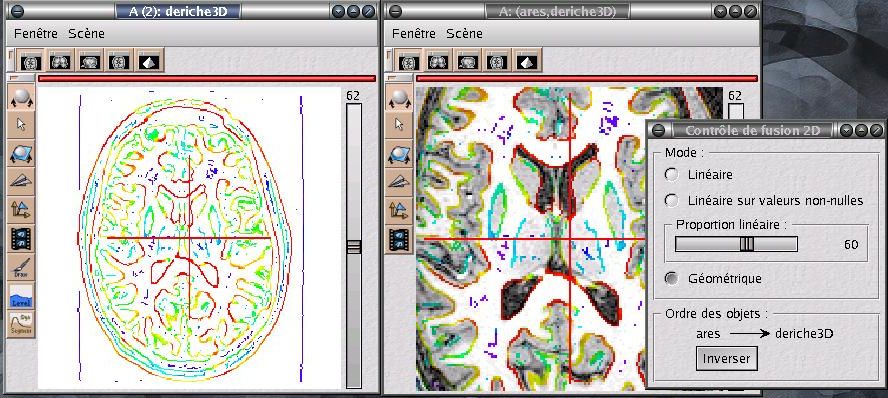 A (2): deriche3D
Fenêtre Scène
62
Draw
Level
Segment
A: (ares,deriche3D)
Fenêtre Scène
62
Contrôle de fusion 2D
Mode :
Linéaire
Linéaire sur valeurs non-nulles
Proportion linéaire :
60
Géométrique
Ordre des objets :
ares deriche3D
Inverser